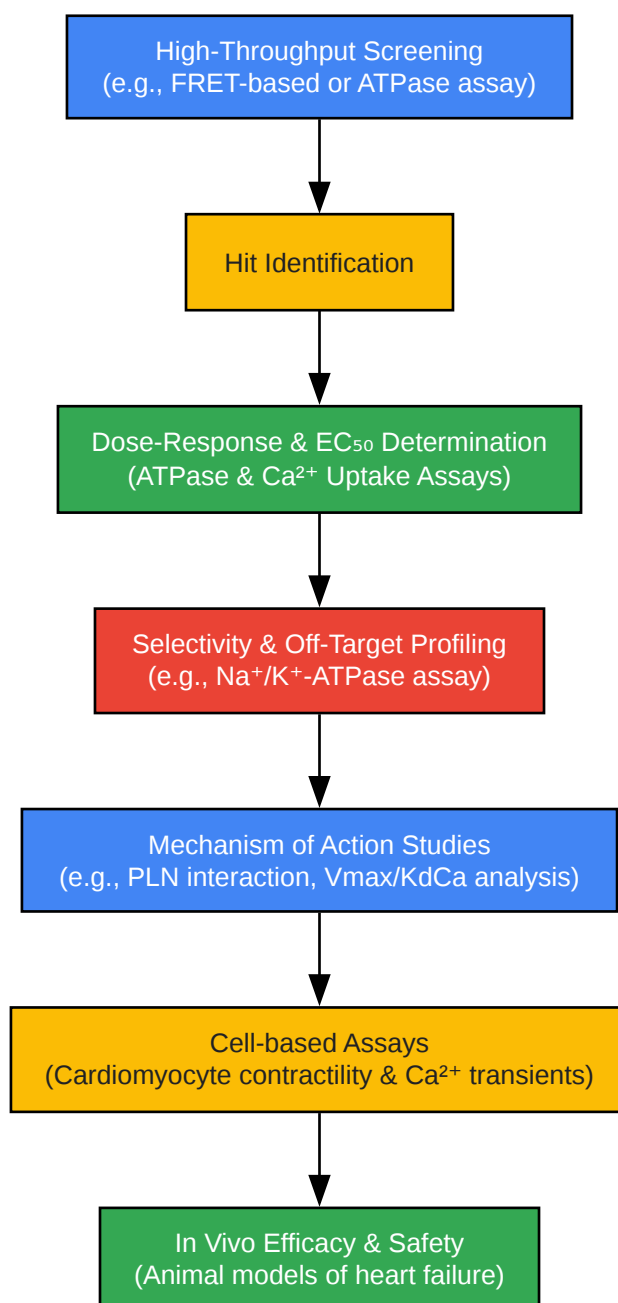 High-Throughput Screening
(e.g., FRET-based or ATPase assay)
Hit Identification
Dose-Response & EC₅₀ Determination
(ATPase & Ca²⁺ Uptake Assays)
Selectivity & Off-Target Profiling
(e.g., Na⁺/K⁺-ATPase assay)
Mechanism of Action Studies
(e.g., PLN interaction, Vmax/KdCa analysis)
Cell-based Assays
(Cardiomyocyte contractility & Ca²⁺ transients)
In Vivo Efficacy & Safety
(Animal models of heart failure)